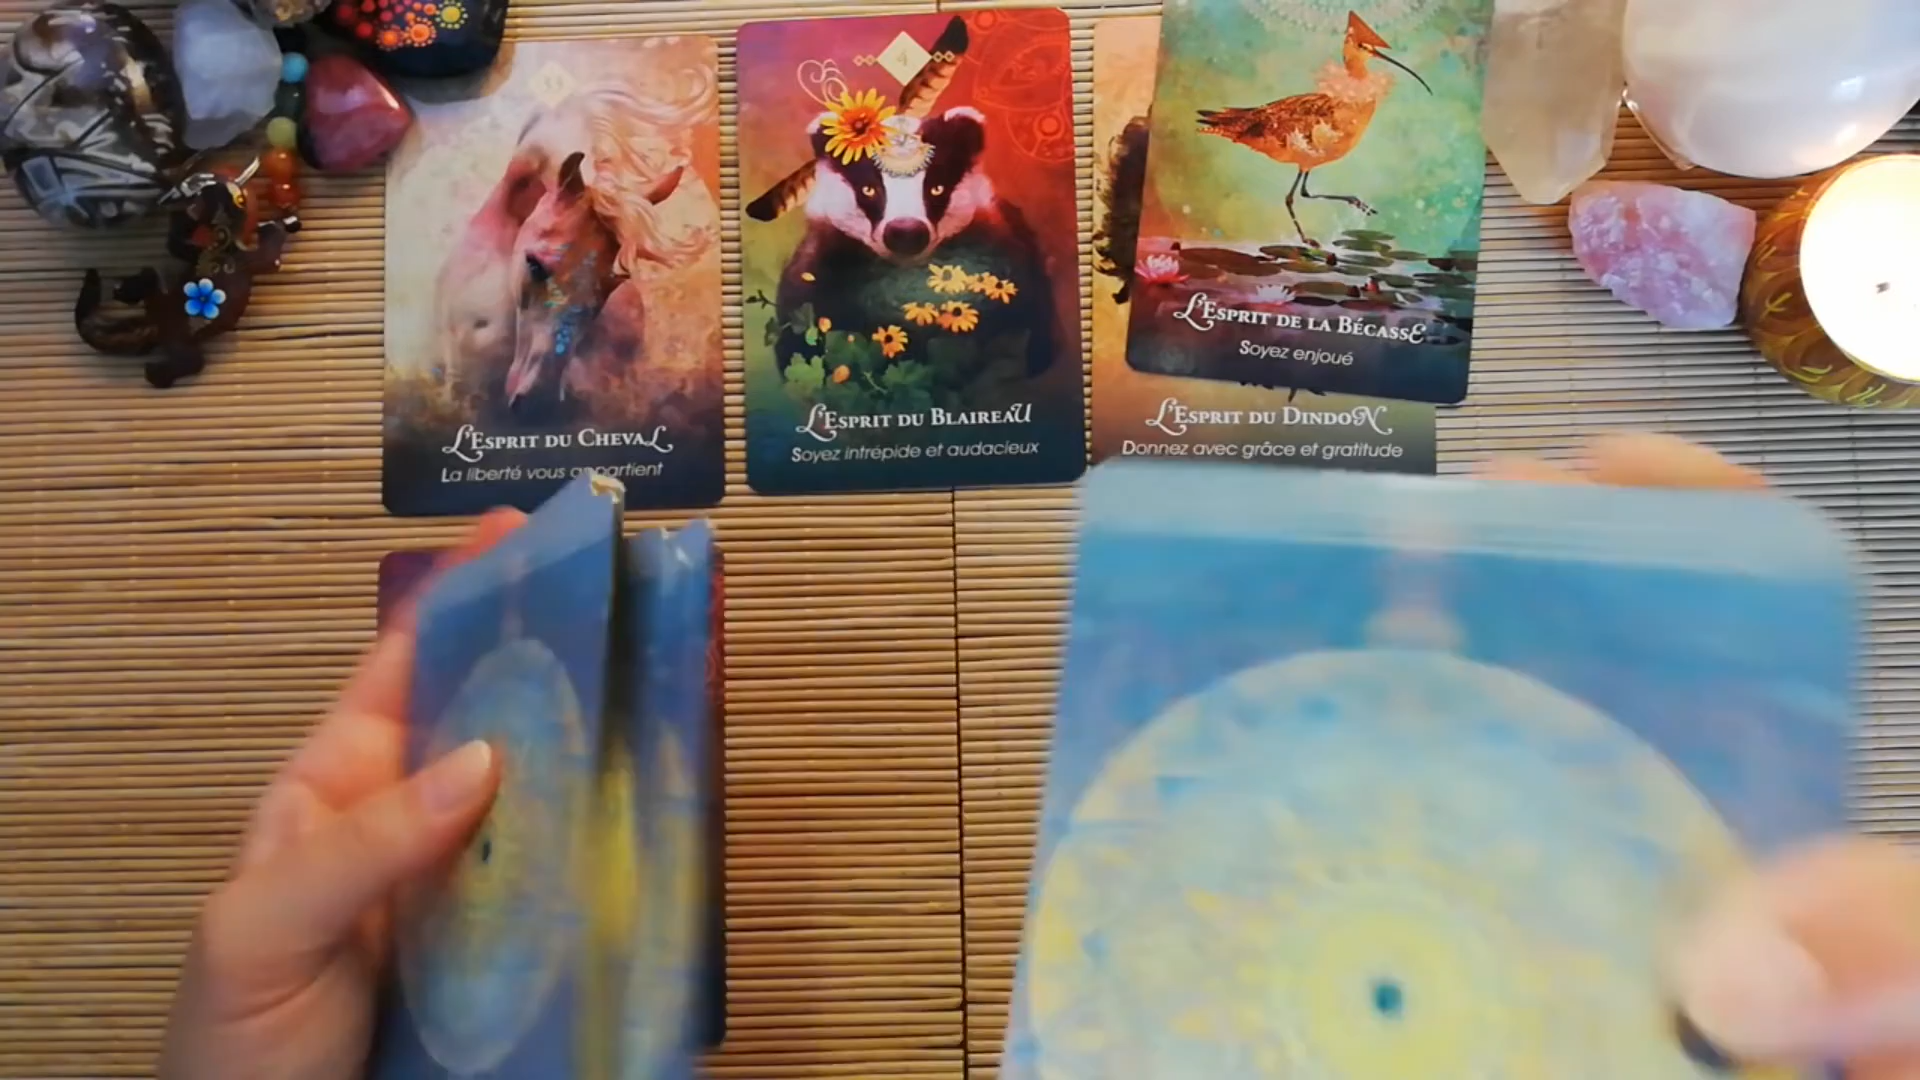 L'Esprit du Cheval
La liberté vous appartient
4
L'Esprit du Blaireau
Soyez intrépide et audacieux
L'Esprit de la Bécasse
Soyez enjoué
L'Esprit du Dindon
Donnez avec grâce et gratitude